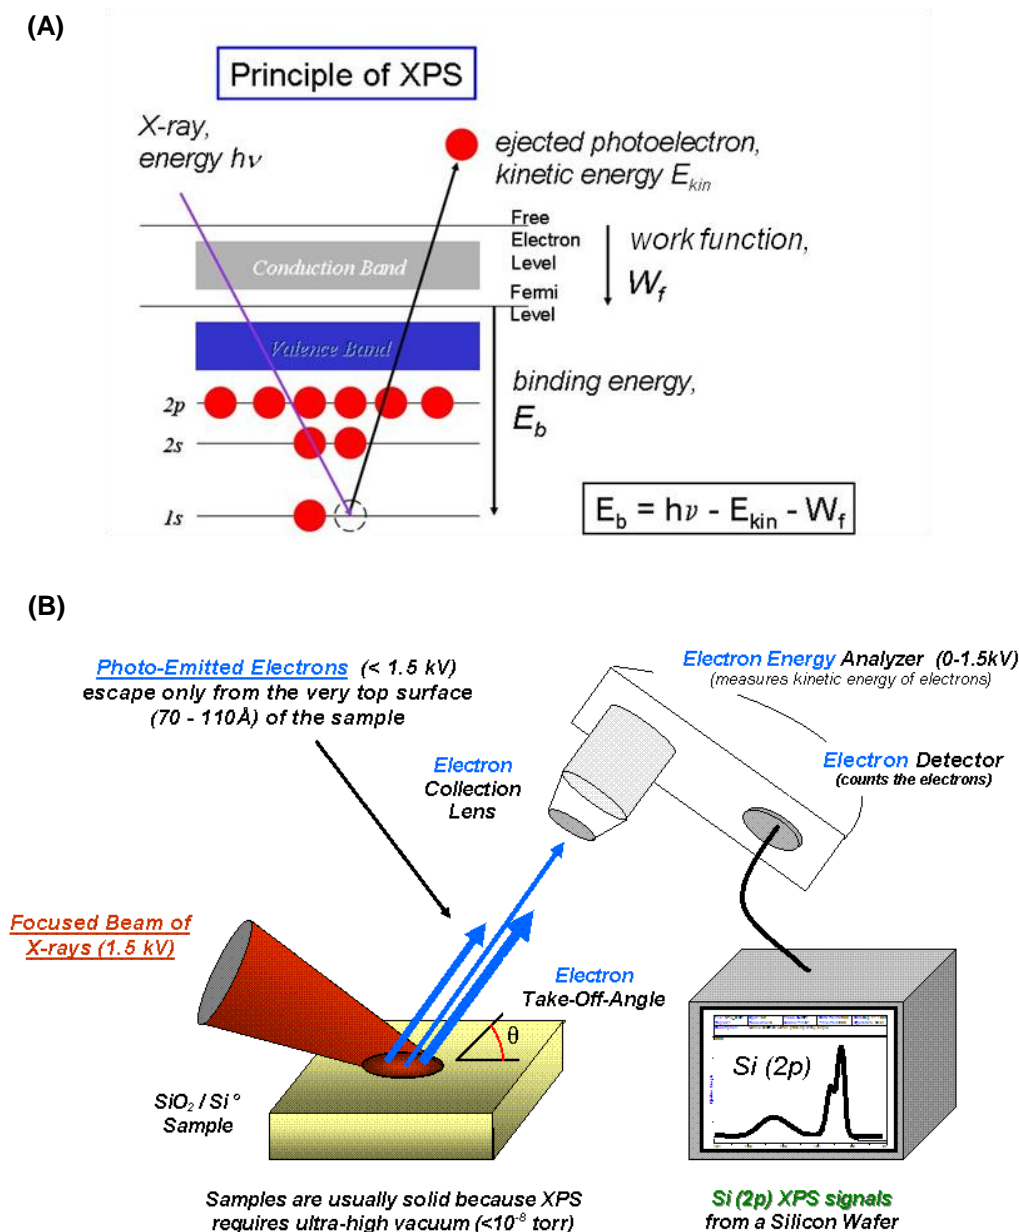 (A)
Principle of XPS
X-ray,
energy hν
ejected photoelectron,
kinetic energy E_kin
Free
Electron
Level
Conduction Band
work function,
W_f
Fermi
Level
Valence Band
binding energy,
E_b
2p
2s
1s
E_b = hν - E_kin - W_f
(B)
Photo-Emitted Electrons (< 1.5 kV)
escape only from the very top surface
(70 - 110Å) of the sample
Electron Energy Analyzer (0-1.5kV)
(measures kinetic energy of electrons)
Electron
Collection
Lens
Electron Detector
(counts the electrons)
Focused Beam of
X-rays (1.5 kV)
Electron
Take-Off-Angle
θ
Si (2p)
SiO₂ / Si°
Sample
Samples are usually solid because XPS
requires ultra-high vacuum (<10⁻⁸ torr)
Si (2p) XPS signals
from a Silicon Wafer